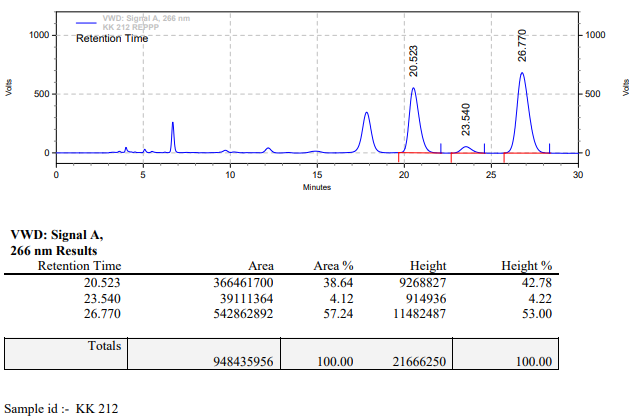 VWD: Signal A, 266 nm
KK 212 REPPP
Retention Time
1000
500
0
Volts
20.523
23.540
26.770
1000
500
0
Volts
0 5 10 15 20 25 30
Minutes
VWD: Signal A,
266 nm Results
Retention Time Area Area % Height Height %
20.523 366461700 38.64 9268827 42.78
23.540 39111364 4.12 914936 4.22
26.770 542862892 57.24 11482487 53.00
Totals
948435956 100.00 21666250 100.00
Sample id :- KK 212